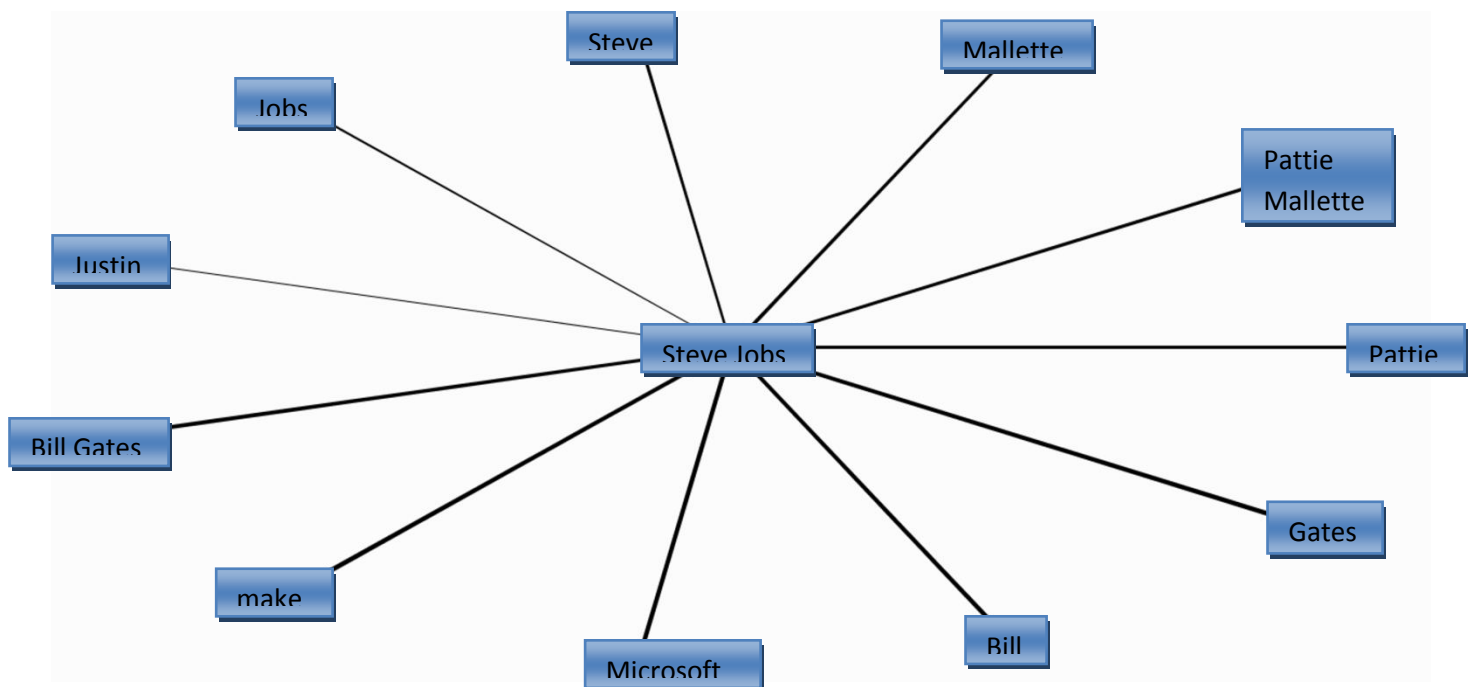 Steve
Mallette
Jobs
Pattie
Mallette
Justin
Steve Jobs
Pattie
Bill Gates
Gates
make
Bill
Microsoft